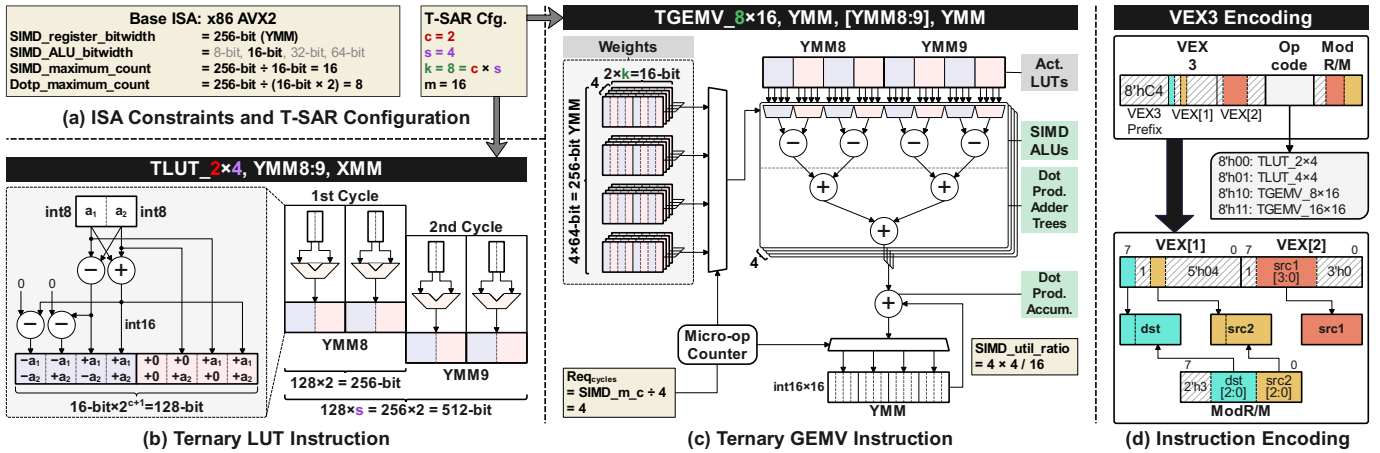 Base ISA: x86 AVX2
SIMD_register_bitwidth = 256-bit (YMM)
SIMD_ALU_bitwidth = 8-bit, 16-bit, 32-bit, 64-bit
SIMD_maximum_count = 256-bit ÷ 16-bit = 16
Dotp_maximum_count = 256-bit ÷ (16-bit × 2) = 8
T-SAR Cfg.
c = 2
s = 4
k = 8 = c × s
m = 16
(a) ISA Constraints and T-SAR Configuration
TLUT_2×4, YMM8:9, XMM
int8
a₁ a₂
int8
−
+
0
0
−
−
int16
−a₁ −a₁ +a₁ +a₁ +0 +0 +a₁ +a₁
−a₂ +a₂ −a₂ +a₂ +0 +a₂ +0 +a₂
16-bit×2ᶜ⁺¹=128-bit
1st Cycle
2nd Cycle
YMM8
YMM9
128×2 = 256-bit
128×s = 256×2 = 512-bit
(b) Ternary LUT Instruction
TGEMV_8×16, YMM, [YMM8:9], YMM
Weights
2×k=16-bit
4
4×64-bit = 256-bit YMM
YMM8
YMM9
Act.
LUTs
− − − −
SIMD
ALUs
+ +
Dot
Prod.
Adder
Trees
+
4
+
Dot
Prod.
Accum.
Micro-op
Counter
Req_cycles
= SIMD_m_c ÷ 4
= 4
int16×16
YMM
SIMD_util_ratio
= 4 × 4 / 16
(c) Ternary GEMV Instruction
VEX3 Encoding
VEX
3
Op
code
Mod
R/M
8'hC4
VEX3
Prefix
VEX[1]
VEX[2]
8'h00: TLUT_2×4
8'h01: TLUT_4×4
8'h10: TGEMV_8×16
8'h11: TGEMV_16×16
7 VEX[1] 0 VEX[2] 0
1 5'h04 1 src1 [3:0] 3'h0
dst src2 src1
7 0
2'h3 dst [2:0] src2 [2:0]
ModR/M
(d) Instruction Encoding